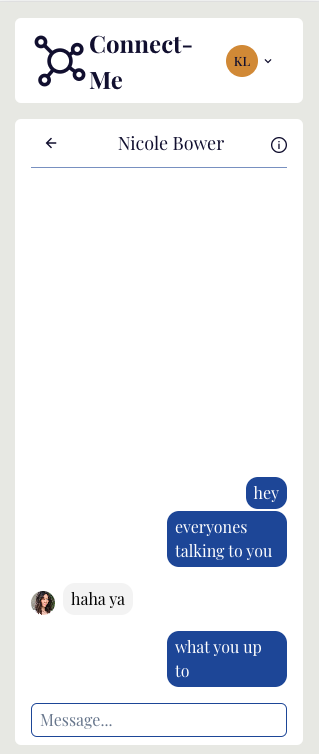 Connect-
Me
KL
Nicole Bower
hey
everyones
talking to you
haha ya
what you up
to
Message...